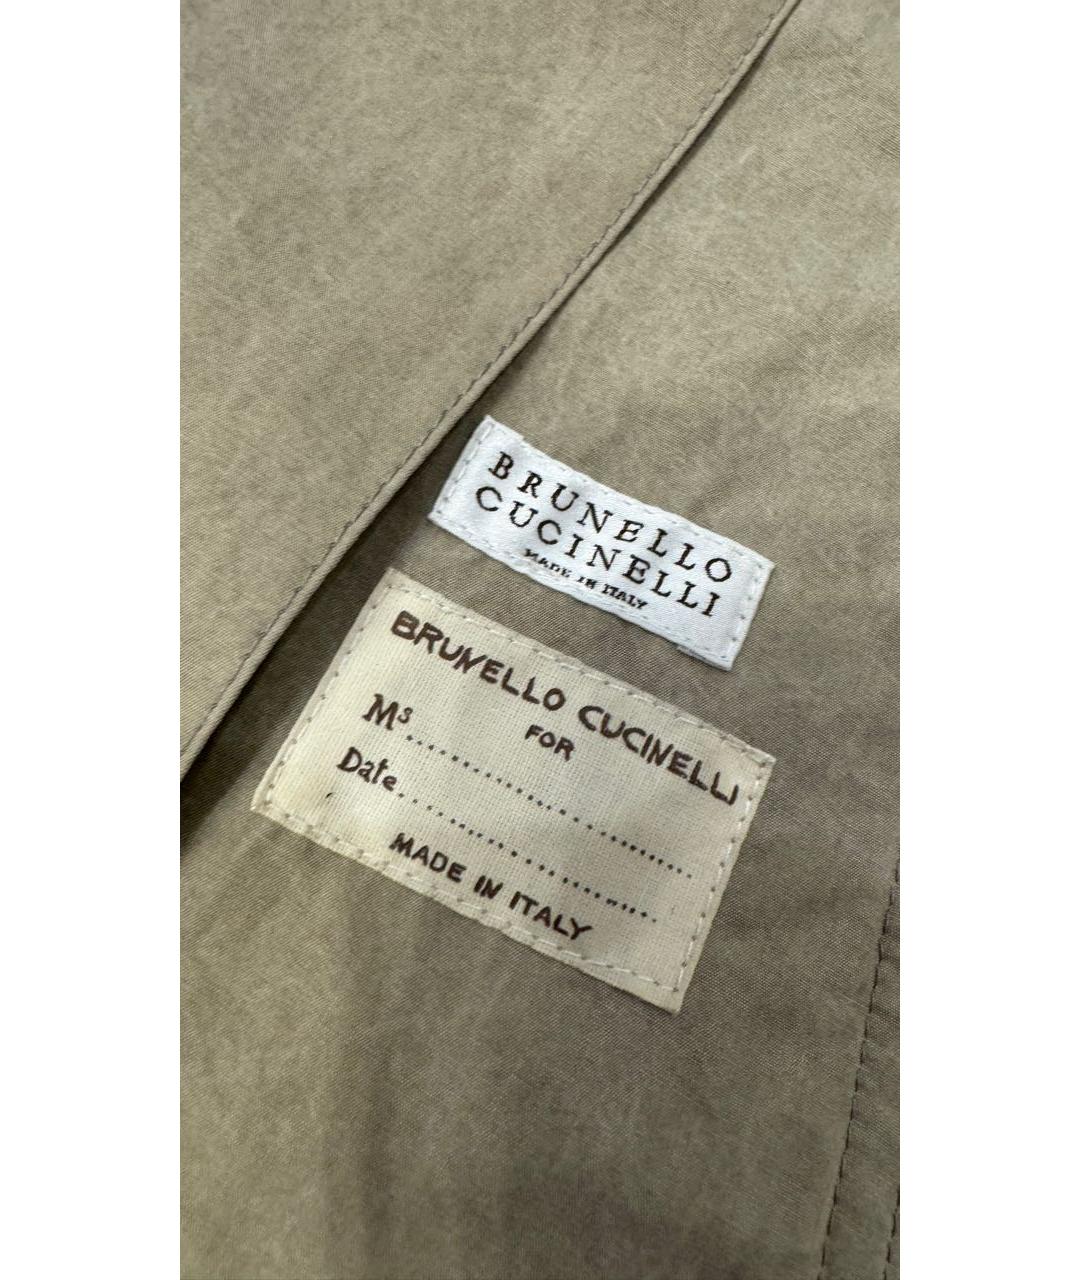 BRUNELLO
CUCINELLI
MADE IN ITALY
BRUNELLO CUCINELLI
FOR
Ms....................
Date....................
MADE IN ITALY